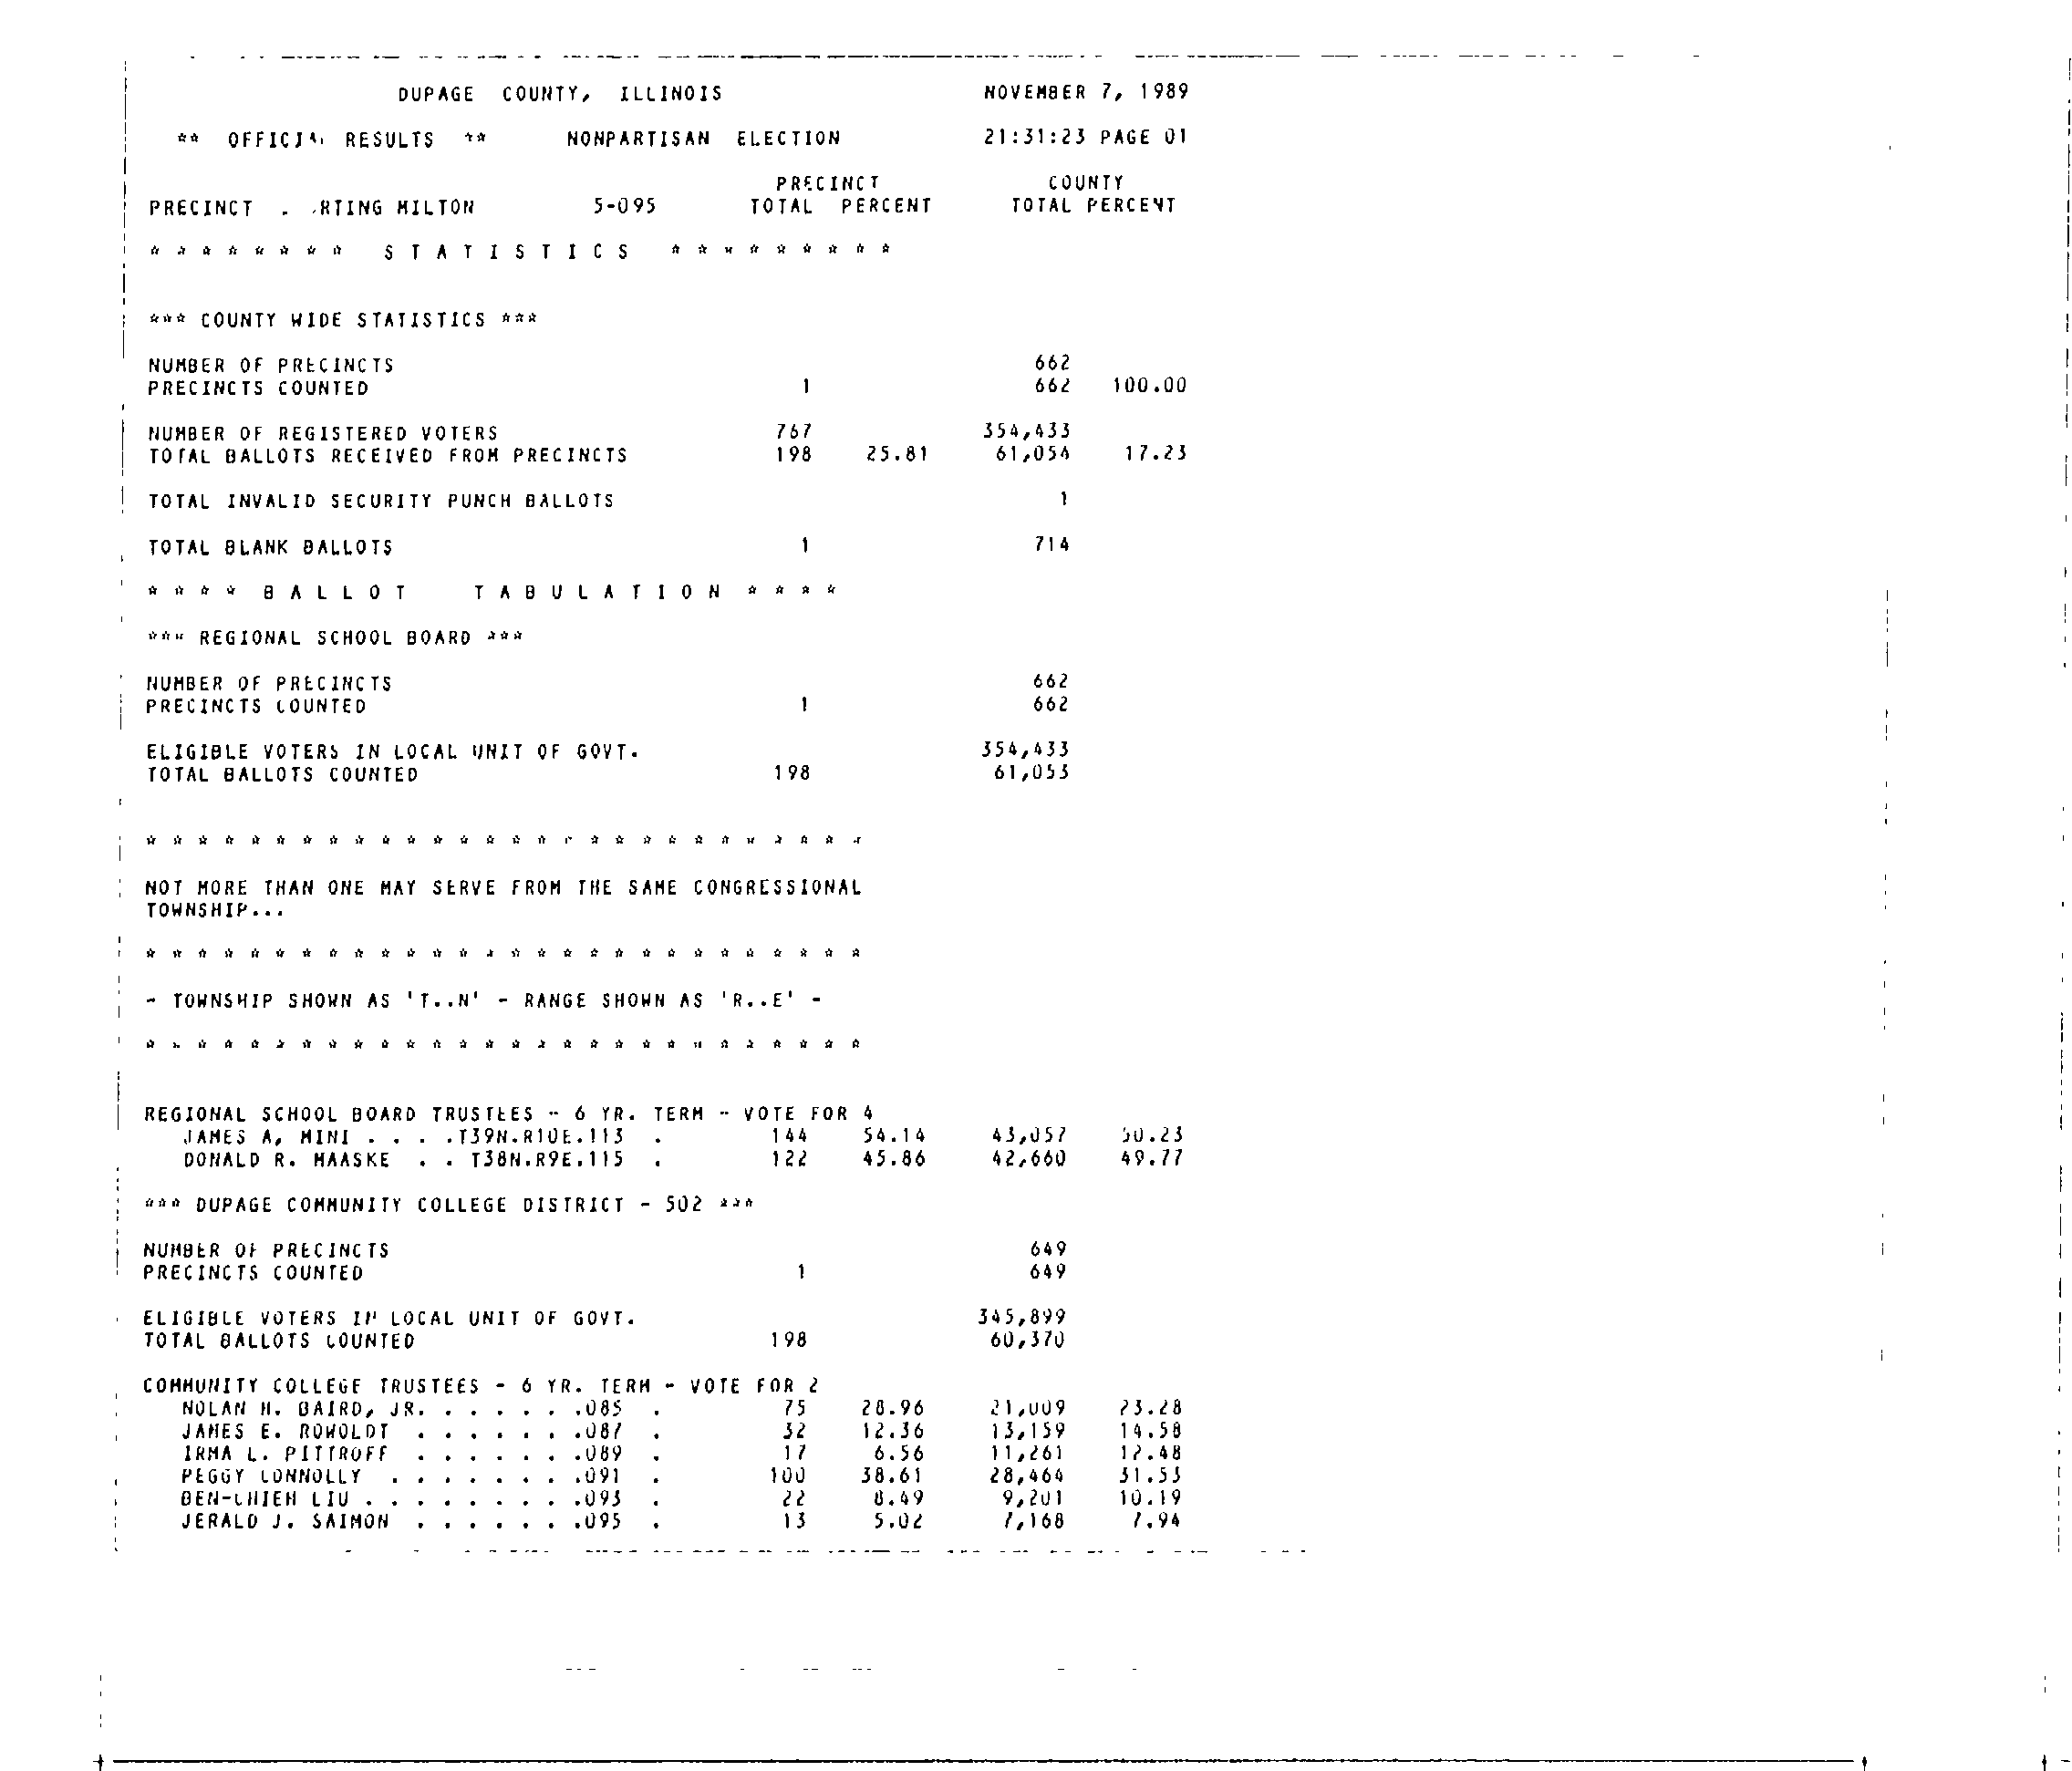 DUPAGE COUNTY, ILLINOIS NOVEMBER 7, 1989
** RESULTS ** NONPARTISAN ELECTION 21:31:23 PAGE 01
PRECINCT COUNTY
PRECINCT MILTON 5-095 TOTAL PERCENT TOTAL PERCENT
* * * * * * * * S T A T I S T I C S * * * * * * * * *
*** COUNTY WIDE STATISTICS ***
NUMBER OF PRECINCTS 662
PRECINCTS COUNTED 1 662 100.00
NUMBER OF REGISTERED VOTERS 767 354,433
TOTAL BALLOTS RECEIVED FROM PRECINCTS 198 25.81 61,054 17.23
TOTAL INVALID SECURITY PUNCH BALLOTS 1
TOTAL BLANK BALLOTS 1 714
* * * * B A L L O T T A B U L A T I O N * * * *
*** REGIONAL SCHOOL BOARD ***
NUMBER OF PRECINCTS 662
PRECINCTS COUNTED 1 662
ELIGIBLE VOTERS IN LOCAL UNIT OF GOVT. 354,433
TOTAL BALLOTS COUNTED 198 61,053
* * * * * * * * * * * * * * * * * * * * * * * * * * * *
NOT MORE THAN ONE MAY SERVE FROM THE SAME CONGRESSIONAL
TOWNSHIP...
* * * * * * * * * * * * * * * * * * * * * * * * * * * *
- TOWNSHIP SHOWN AS 'T..N' - RANGE SHOWN AS 'R..E' -
* * * * * * * * * * * * * * * * * * * * * * * * * * * *
REGIONAL SCHOOL BOARD TRUSTEES - 6 YR. TERM - VOTE FOR 4
JAMES A. MINI . . . .T39N.R10E.113 . 144 54.14 43,057 50.23
DONALD R. MAASKE . . T38N.R9E.115 . 122 45.86 42,660 49.77
*** DUPAGE COMMUNITY COLLEGE DISTRICT - 502 ***
NUMBER OF PRECINCTS 649
PRECINCTS COUNTED 1 649
ELIGIBLE VOTERS IN LOCAL UNIT OF GOVT. 345,899
TOTAL BALLOTS COUNTED 198 60,370
COMMUNITY COLLEGE TRUSTEES - 6 YR. TERM - VOTE FOR 2
NOLAN H. BAIRD, JR. . . . . . .085 . 75 28.96 21,009 23.28
JAMES E. ROWOLDT . . . . . . .087 . 32 12.36 13,159 14.58
IRMA L. PITTROFF . . . . . . .089 . 17 6.56 11,261 12.48
PEGGY CONNOLLY . . . . . . . .091 . 100 38.61 28,464 31.53
BEN-CHIEH LIU . . . . . . . . .093 . 22 8.49 9,201 10.19
JERALD J. SAIMON . . . . . . .095 . 13 5.02 7,168 7.94